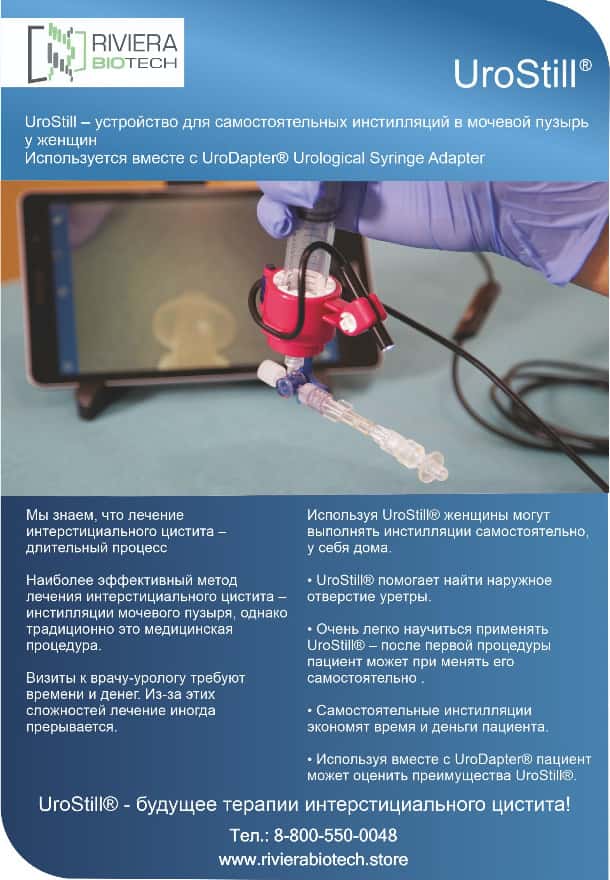 RIVIERA
BIOTECH
UroStill®
UroStill – устройство для самостоятельных инстилляций в мочевой пузырь
у женщин
Используется вместе с UroDapter® Urological Syringe Adapter
Мы знаем, что лечение
интерстициального цистита –
длительный процесс
Наиболее эффективный метод
лечения интерстициального цистита –
инстилляции мочевого пузыря, однако
традиционно это медицинская
процедура.
Визиты к врачу-урологу требуют
времени и денег. Из-за этих
сложностей лечение иногда
прерывается.
Используя UroStill® женщины могут
выполнять инстилляции самостоятельно,
у себя дома.
• UroStill® помогает найти наружное
отверстие уретры.
• Очень легко научиться применять
UroStill® – после первой процедуры
пациент может при менять его
самостоятельно .
• Самостоятельные инстилляции
экономят время и деньги пациента.
• Используя вместе с UroDapter® пациент
может оценить преимущества UroStill®.
UroStill® - будущее терапии интерстициального цистита!
Тел.: 8-800-550-0048
www.rivierabiotech.store